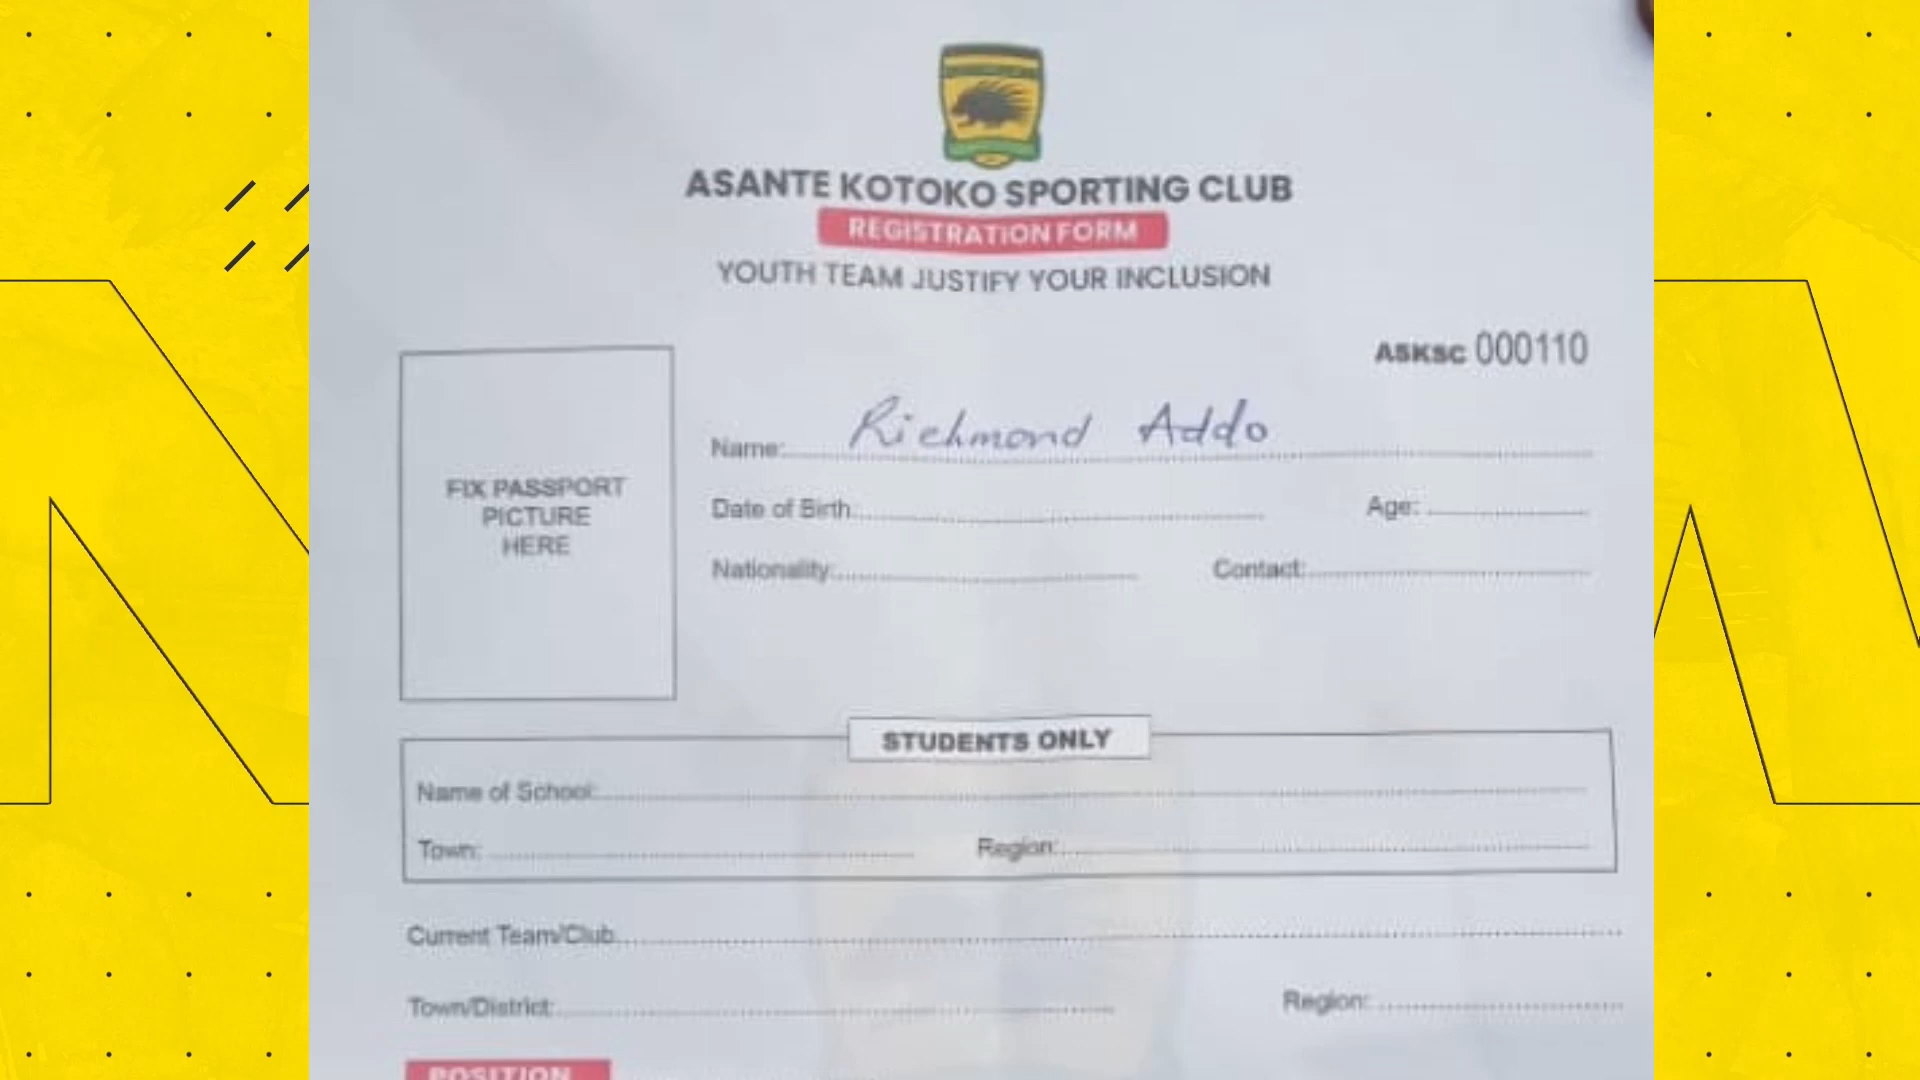 ASANTE KOTOKO SPORTING CLUB
REGISTRATION FORM
YOUTH TEAM JUSTIFY YOUR INCLUSION
ASKSC 000110
FIX PASSPORT
PICTURE
HERE
Name: Richmond Addo
Date of Birth: Age:
Nationality: Contact:
STUDENTS ONLY
Name of School:
Town: Region:
Current Team/Club
Town/District: Region:
POSITION